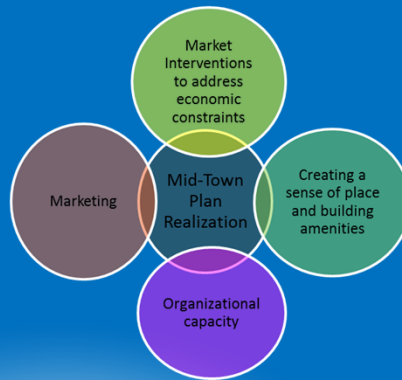 Market
Interventions
to address
economic
constraints
Marketing
Mid-Town
Plan
Realization
Creating a
sense of place
and building
amenities
Organizational
capacity